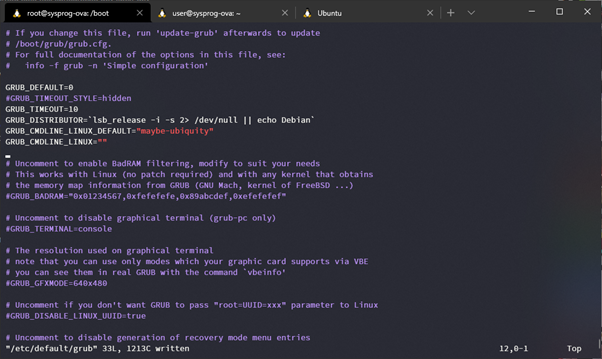 root@sysprog-ova: /boot
user@sysprog-ova: ~
Ubuntu
# If you change this file, run 'update-grub' afterwards to update
# /boot/grub/grub.cfg.
# For full documentation of the options in this file, see:
#   info -f grub -n 'Simple configuration'

GRUB_DEFAULT=0
#GRUB_TIMEOUT_STYLE=hidden
GRUB_TIMEOUT=10
GRUB_DISTRIBUTOR=`lsb_release -i -s 2> /dev/null || echo Debian`
GRUB_CMDLINE_LINUX_DEFAULT="maybe-ubiquity"
GRUB_CMDLINE_LINUX=""

# Uncomment to enable BadRAM filtering, modify to suit your needs
# This works with Linux (no patch required) and with any kernel that obtains
# the memory map information from GRUB (GNU Mach, kernel of FreeBSD ...)
#GRUB_BADRAM="0x01234567,0xfefefefe,0x89abcdef,0xefefefef"

# Uncomment to disable graphical terminal (grub-pc only)
#GRUB_TERMINAL=console

# The resolution used on graphical terminal
# note that you can use only modes which your graphic card supports via VBE
# you can see them in real GRUB with the command `vbeinfo'
#GRUB_GFXMODE=640x480

# Uncomment if you don't want GRUB to pass "root=UUID=xxx" parameter to Linux
#GRUB_DISABLE_LINUX_UUID=true

# Uncomment to disable generation of recovery mode menu entries
"/etc/default/grub" 33L, 1213C written
12,0-1
Top